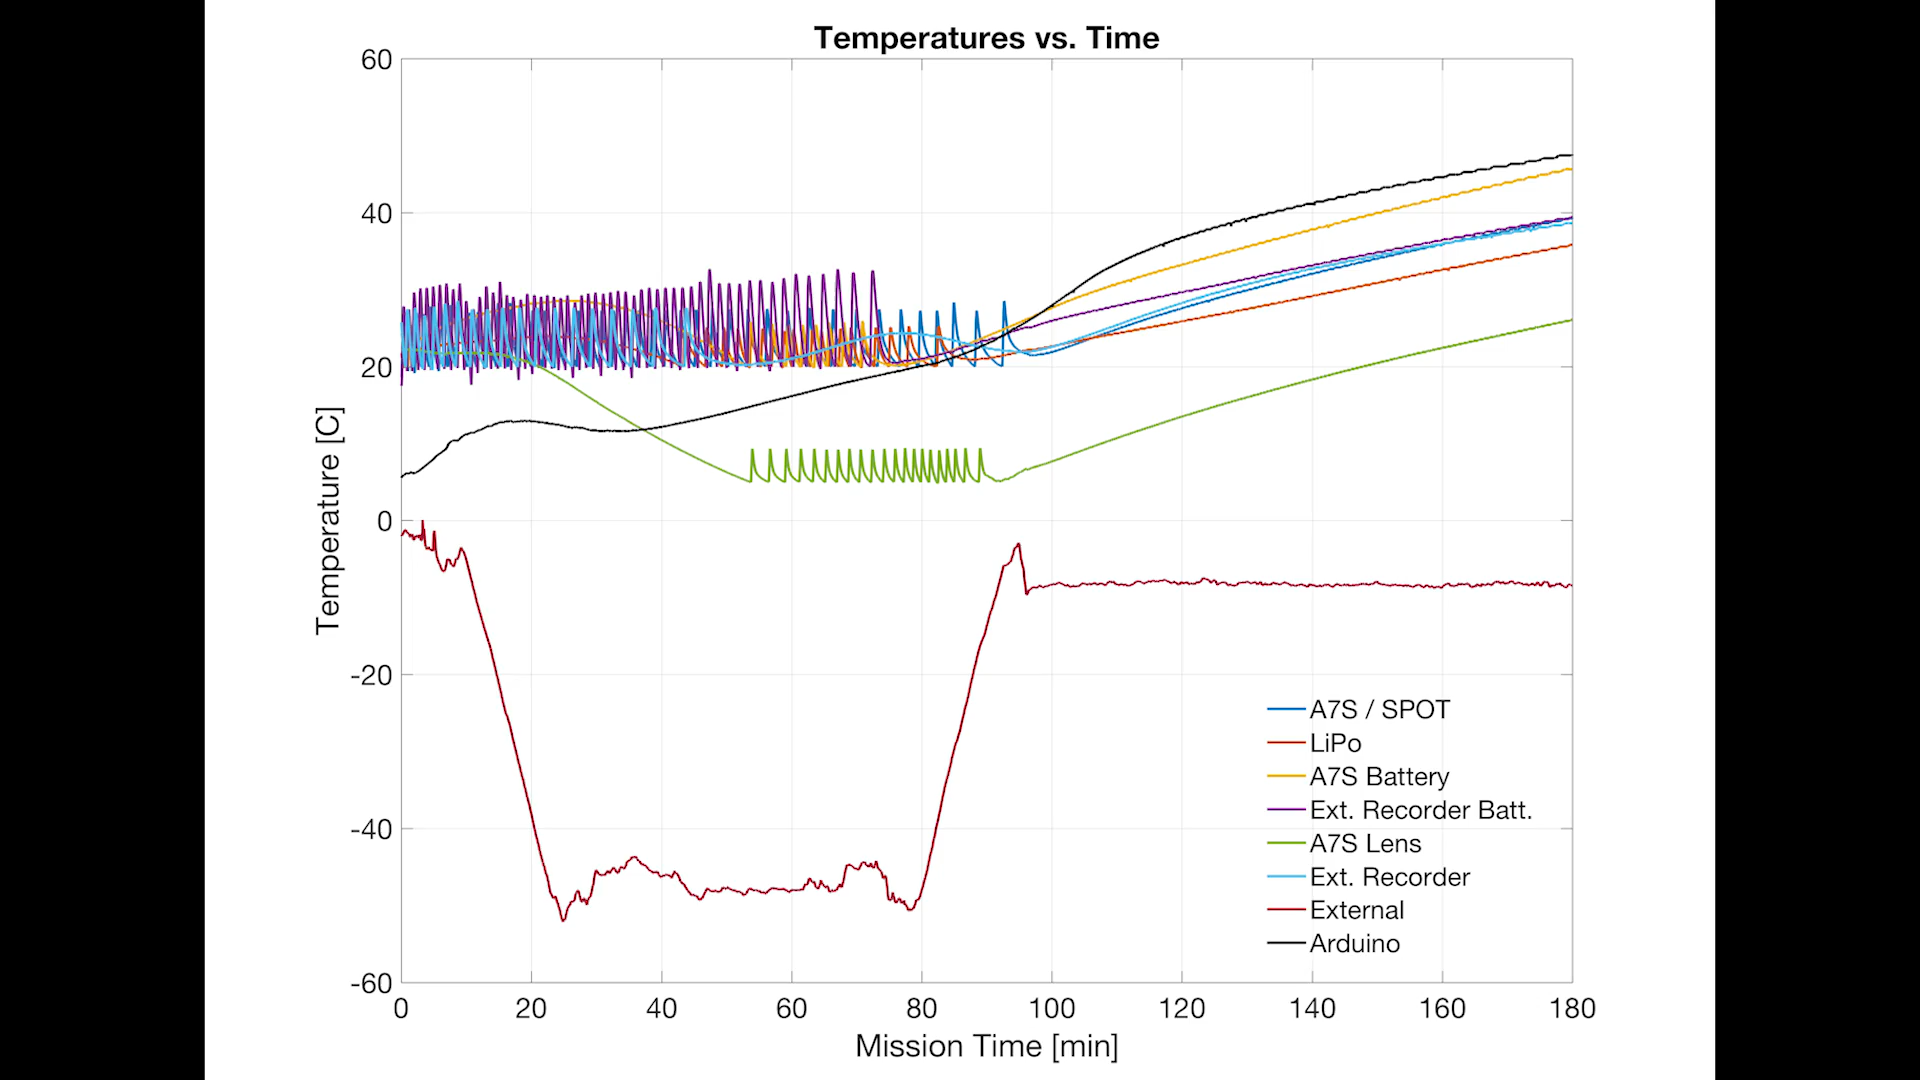 Temperatures vs. Time
60
40
20
0
-20
-40
-60
Temperature [C]
0 20 40 60 80 100 120 140 160 180
Mission Time [min]
A7S / SPOT
LiPo
A7S Battery
Ext. Recorder Batt.
A7S Lens
Ext. Recorder
External
Arduino